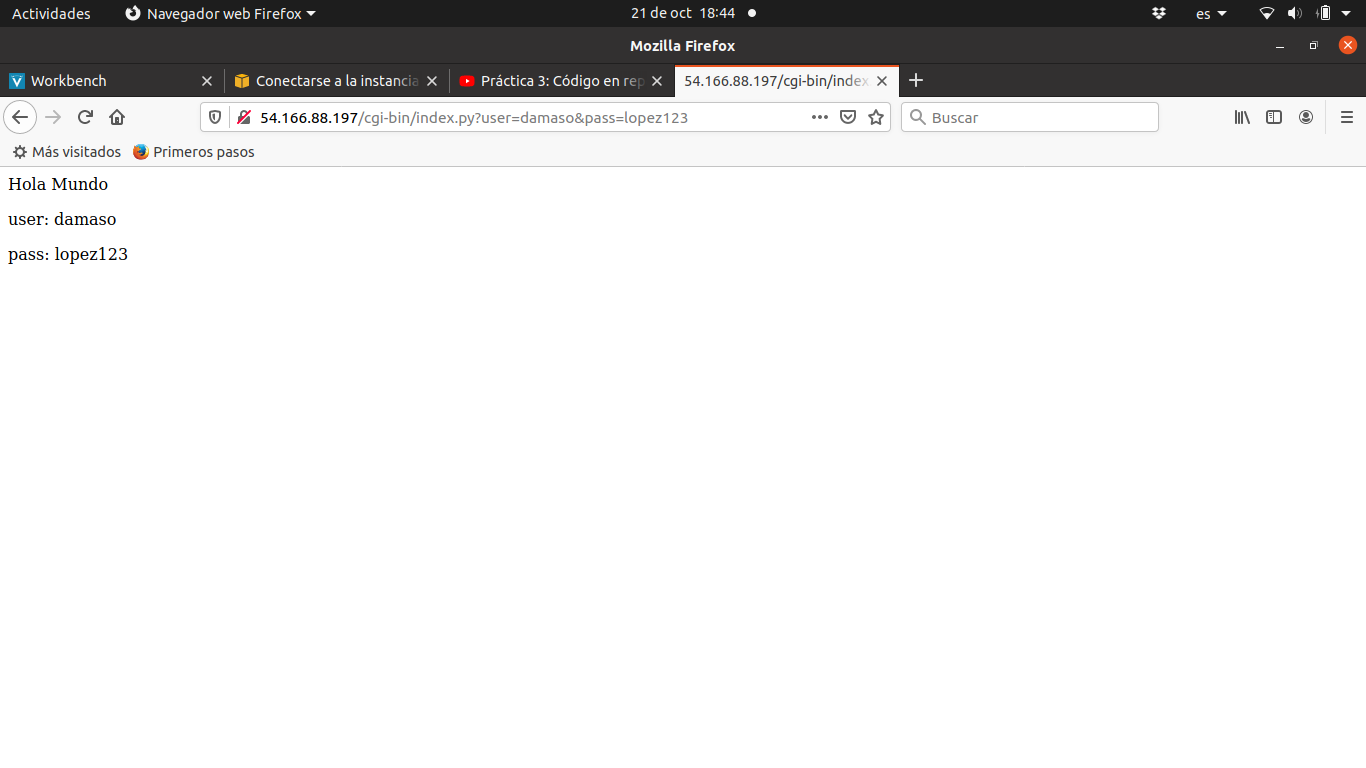 Actividades Navegador web Firefox 21 de oct 18:44 es
Mozilla Firefox
Workbench Conectarse a la instancia Práctica 3: Código en rep 54.166.88.197/cgi-bin/index
54.166.88.197/cgi-bin/index.py?user=damaso&pass=lopez123 Buscar
Más visitados Primeros pasos
Hola Mundo
user: damaso
pass: lopez123